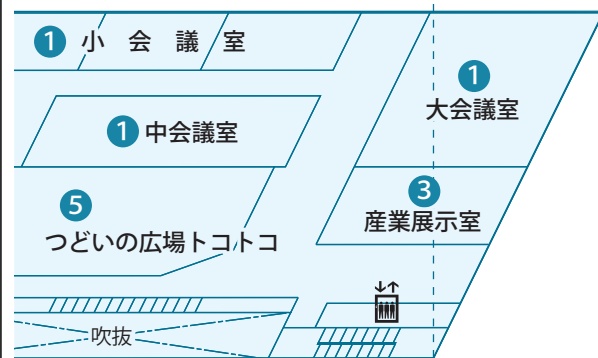 1 小会議室
1 大会議室
1 中会議室
3 産業展示室
5 つどいの広場トコトコ
吹抜